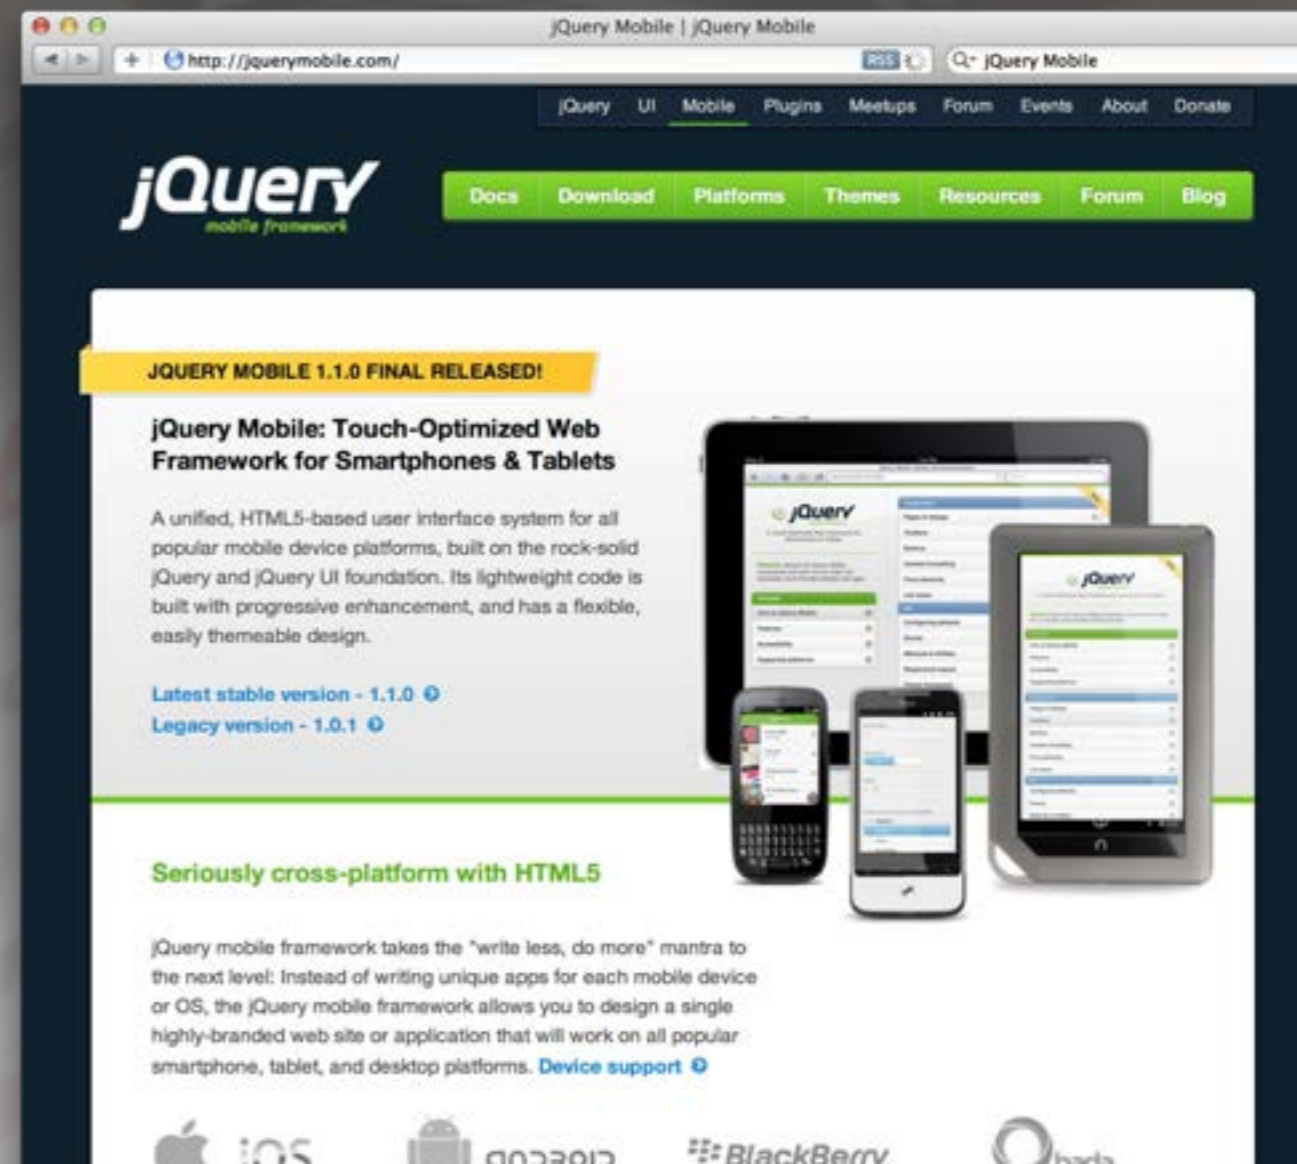 jQuery Mobile | jQuery Mobile
http://jquerymobile.com/ RSS jQuery Mobile
jQuery UI Mobile Plugins Meetups Forum Events About Donate
jQuery
mobile framework
Docs Download Platforms Themes Resources Forum Blog
JQUERY MOBILE 1.1.0 FINAL RELEASED!
jQuery Mobile: Touch-Optimized Web
Framework for Smartphones & Tablets
A unified, HTML5-based user interface system for all
popular mobile device platforms, built on the rock-solid
jQuery and jQuery UI foundation. Its lightweight code is
built with progressive enhancement, and has a flexible,
easily themeable design.
Latest stable version - 1.1.0
Legacy version - 1.0.1
jQuery
jQuery
Seriously cross-platform with HTML5
jQuery mobile framework takes the "write less, do more" mantra to
the next level: Instead of writing unique apps for each mobile device
or OS, the jQuery mobile framework allows you to design a single
highly-branded web site or application that will work on all popular
smartphone, tablet, and desktop platforms. Device support
iOS android BlackBerry bada